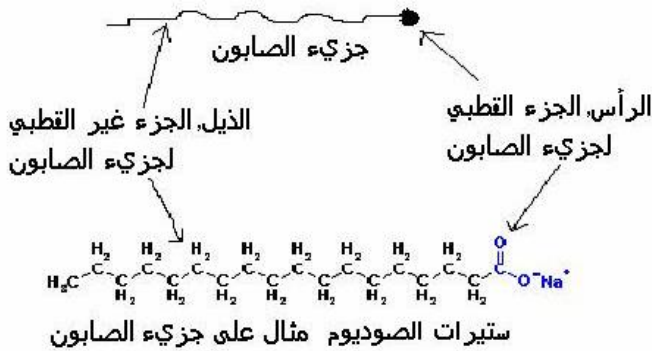 جزيء الصابون
الرأس, الجزء القطبي
لجزيء الصابون
الذيل, الجزء غير القطبي
لجزيء الصابون
H₂ H₂ H₂ H₂ H₂ H₂ H₂ H₂ O
H₃C C C C C C C C C C C C C C C C C C O⁻Na⁺
H₂ H₂ H₂ H₂ H₂ H₂ H₂ H₂
ستيرات الصوديوم مثال على جزيء الصابون